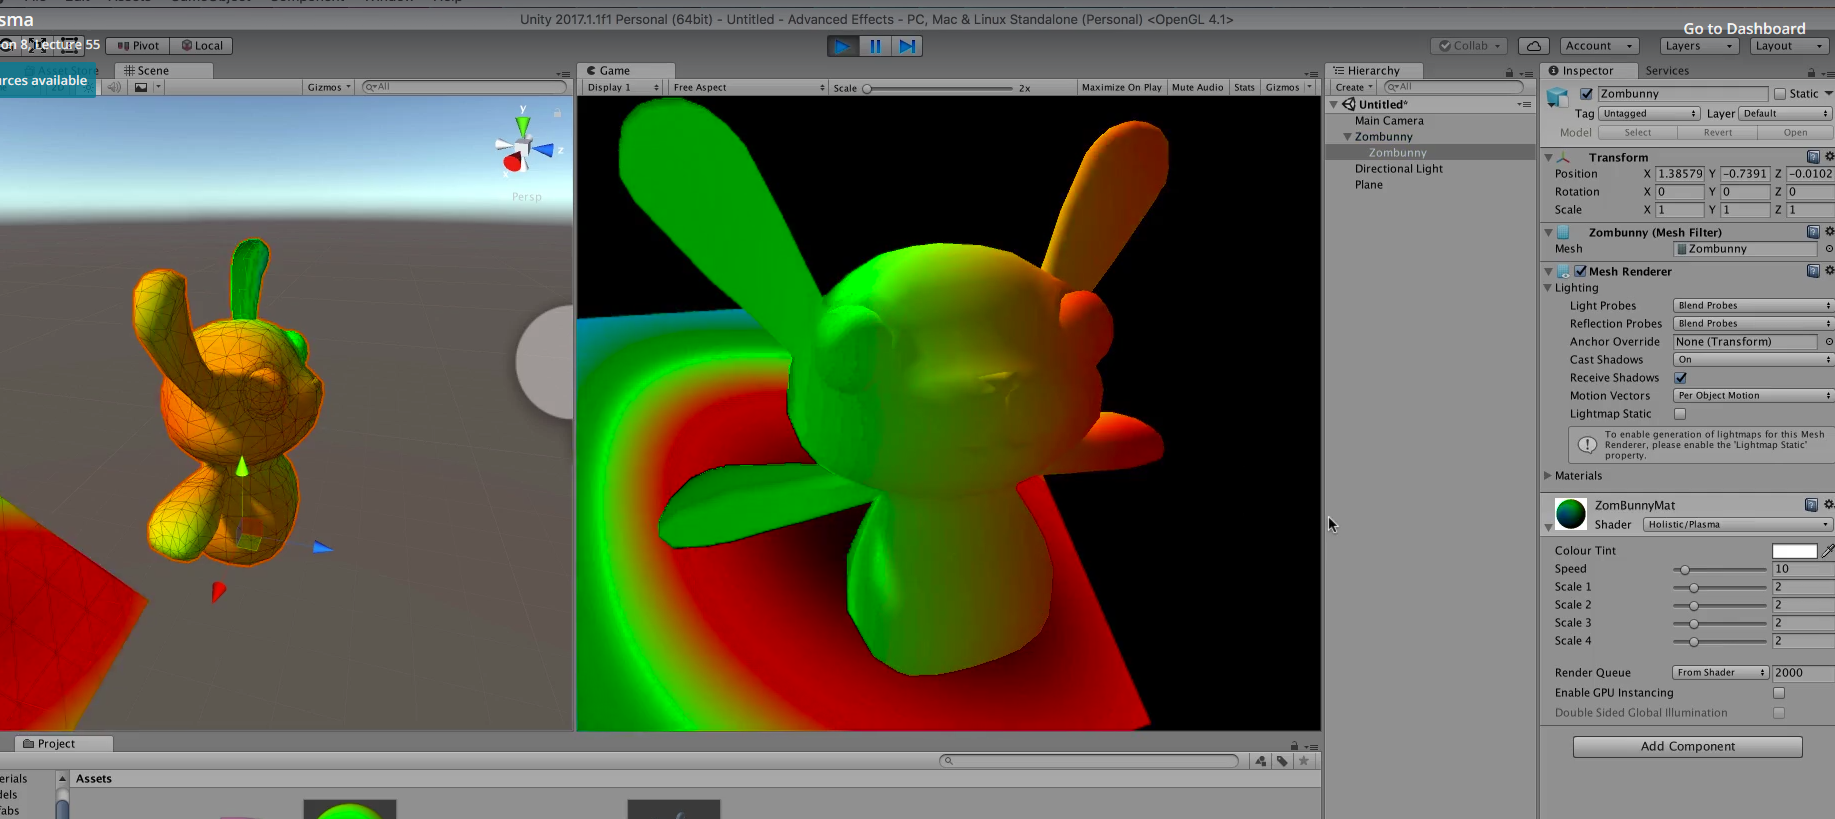 Unity 2017.1.1f1 Personal (64bit) - Untitled - Advanced Effects - PC, Mac & Linux Standalone (Personal) <OpenGL 4.1>
sma
Go to Dashboard
on 8, Lecture 55
Pivot
Local
Collab
Account
Layers
Layout
rces available
Asset Store
Scene
Gizmos
All
y
z
x
Persp
Game
Display 1
Free Aspect
Scale
2x
Maximize On Play
Mute Audio
Stats
Gizmos
Hierarchy
Create
All
Untitled*
Main Camera
Zombunny
Zombunny
Directional Light
Plane
Inspector
Services
Zombunny
Static
Tag
Untagged
Layer
Default
Model
Select
Revert
Open
Transform
Position
X
1.38579
Y
-0.7391
Z
-0.0102
Rotation
X
0
Y
0
Z
0
Scale
X
1
Y
1
Z
1
Zombunny (Mesh Filter)
Mesh
Zombunny
Mesh Renderer
Lighting
Light Probes
Blend Probes
Reflection Probes
Blend Probes
Anchor Override
None (Transform)
Cast Shadows
On
Receive Shadows
Motion Vectors
Per Object Motion
Lightmap Static
To enable generation of lightmaps for this Mesh
Renderer, please enable the 'Lightmap Static'
property.
Materials
ZomBunnyMat
Shader
Holistic/Plasma
Colour Tint
Speed
10
Scale 1
2
Scale 2
2
Scale 3
2
Scale 4
2
Render Queue
From Shader
2000
Enable GPU Instancing
Double Sided Global Illumination
Add Component
Project
Assets
erials
dels
fabs